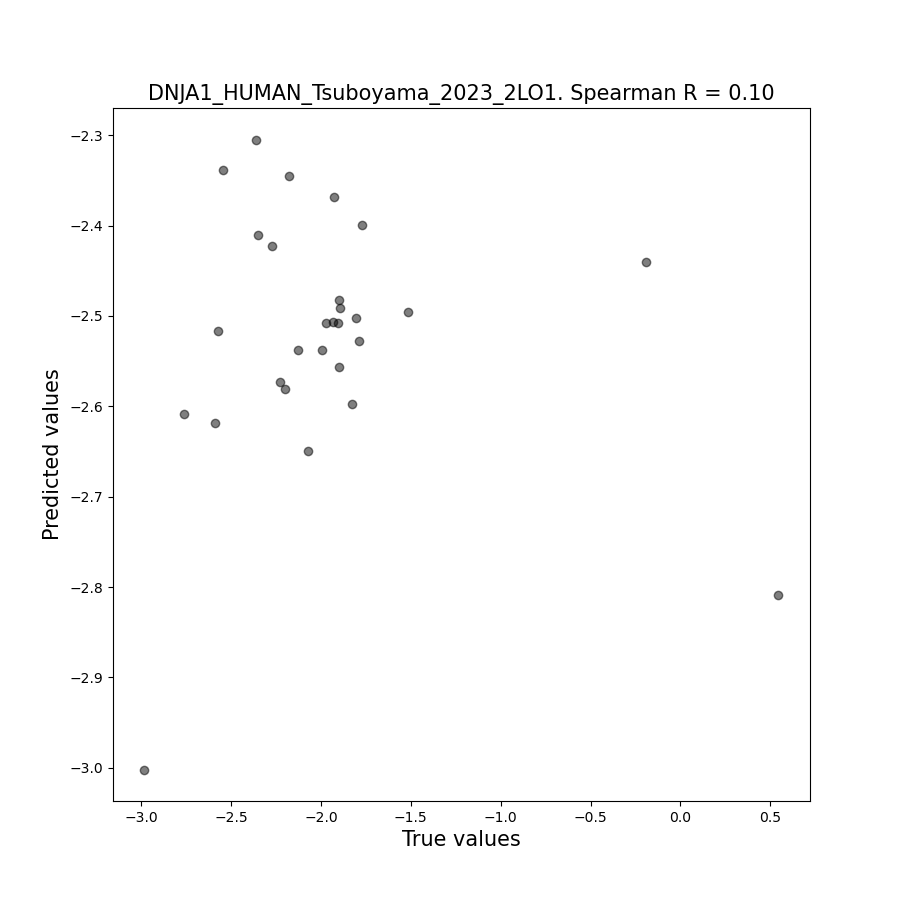 DNJA1_HUMAN_Tsuboyama_2023_2LO1. Spearman R = 0.10
−2.3
−2.4
−2.5
−2.6
−2.7
−2.8
−2.9
−3.0
Predicted values
−3.0 −2.5 −2.0 −1.5 −1.0 −0.5 0.0 0.5
True values